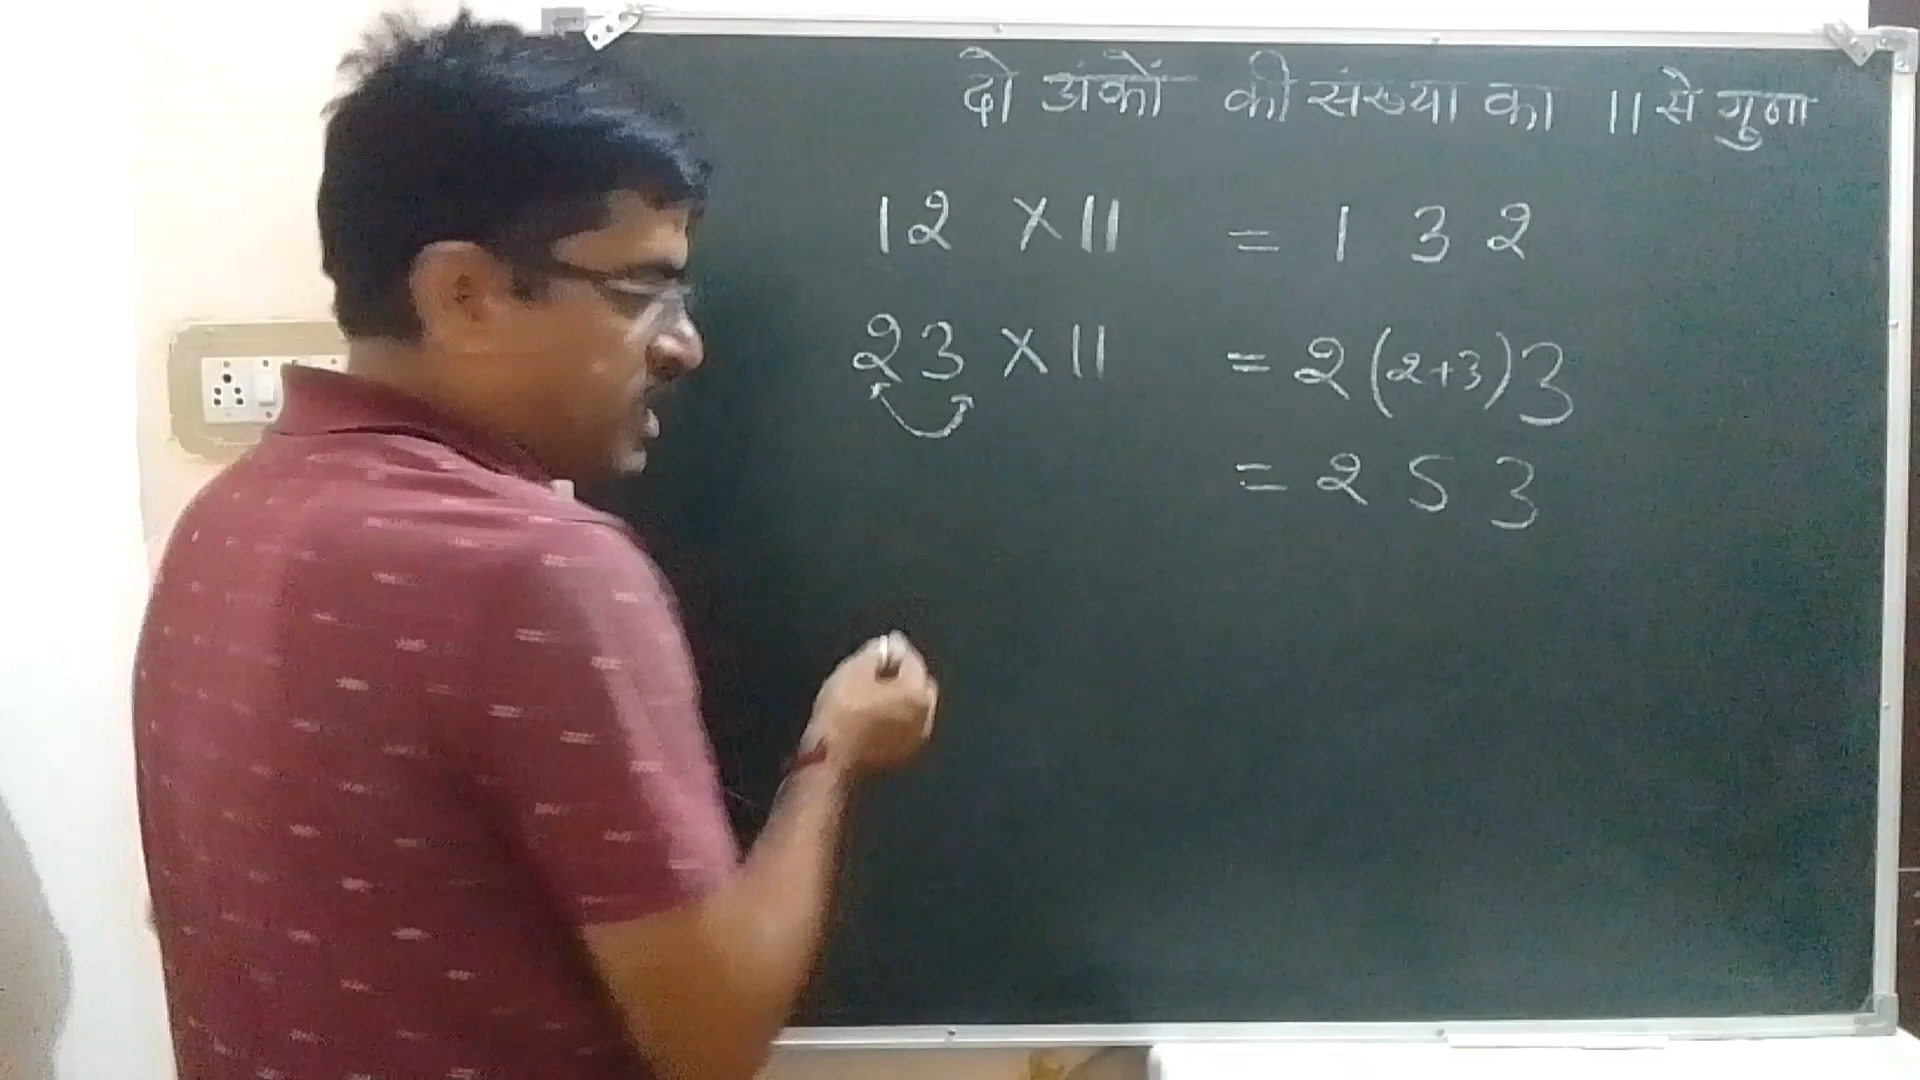 दो अंकों की संख्या का 11 से गुना
12 × 11 = 1 3 2
23 × 11 = 2 (2+3) 3
= 2 5 3